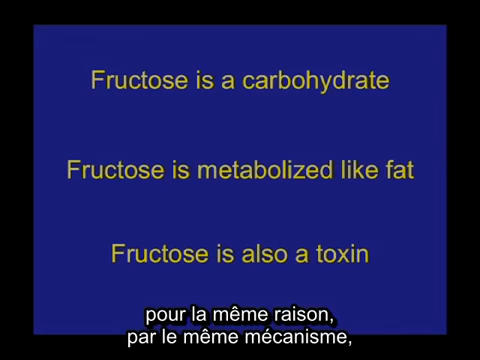 Fructose is a carbohydrate
Fructose is metabolized like fat
Fructose is also a toxin
pour la même raison,
par le même mécanisme,